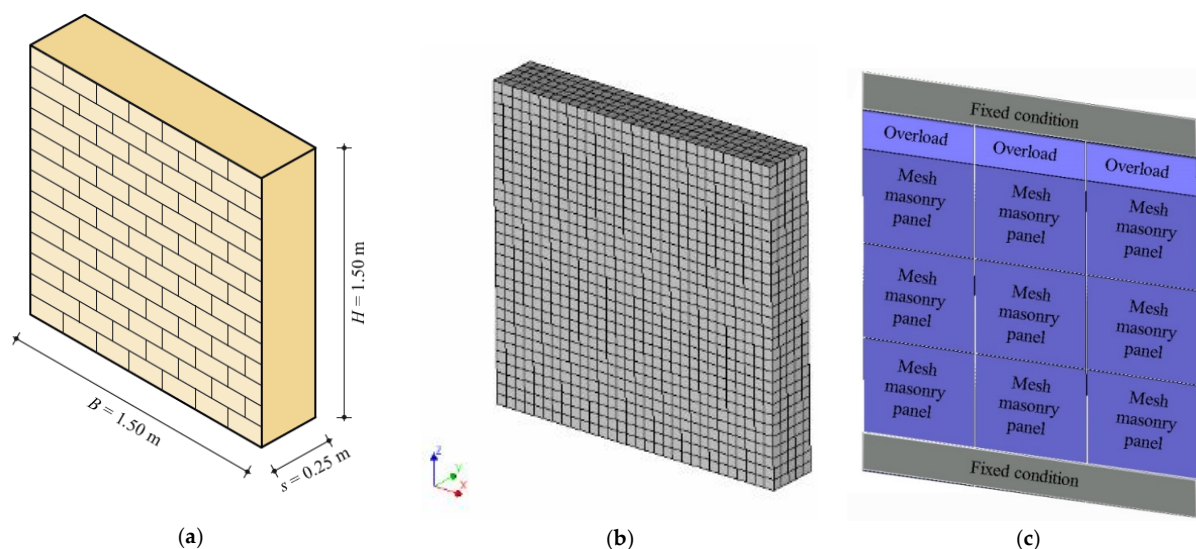 B = 1.50 m
s = 0.25 m
H = 1.50 m
(a)
Z
Y
X
(b)
Fixed condition
Overload
Overload
Overload
Mesh
masonry
panel
Mesh
masonry
panel
Mesh
masonry
panel
Mesh
masonry
panel
Mesh
masonry
panel
Mesh
masonry
panel
Mesh
masonry
panel
Mesh
masonry
panel
Mesh
masonry
panel
Fixed condition
(c)